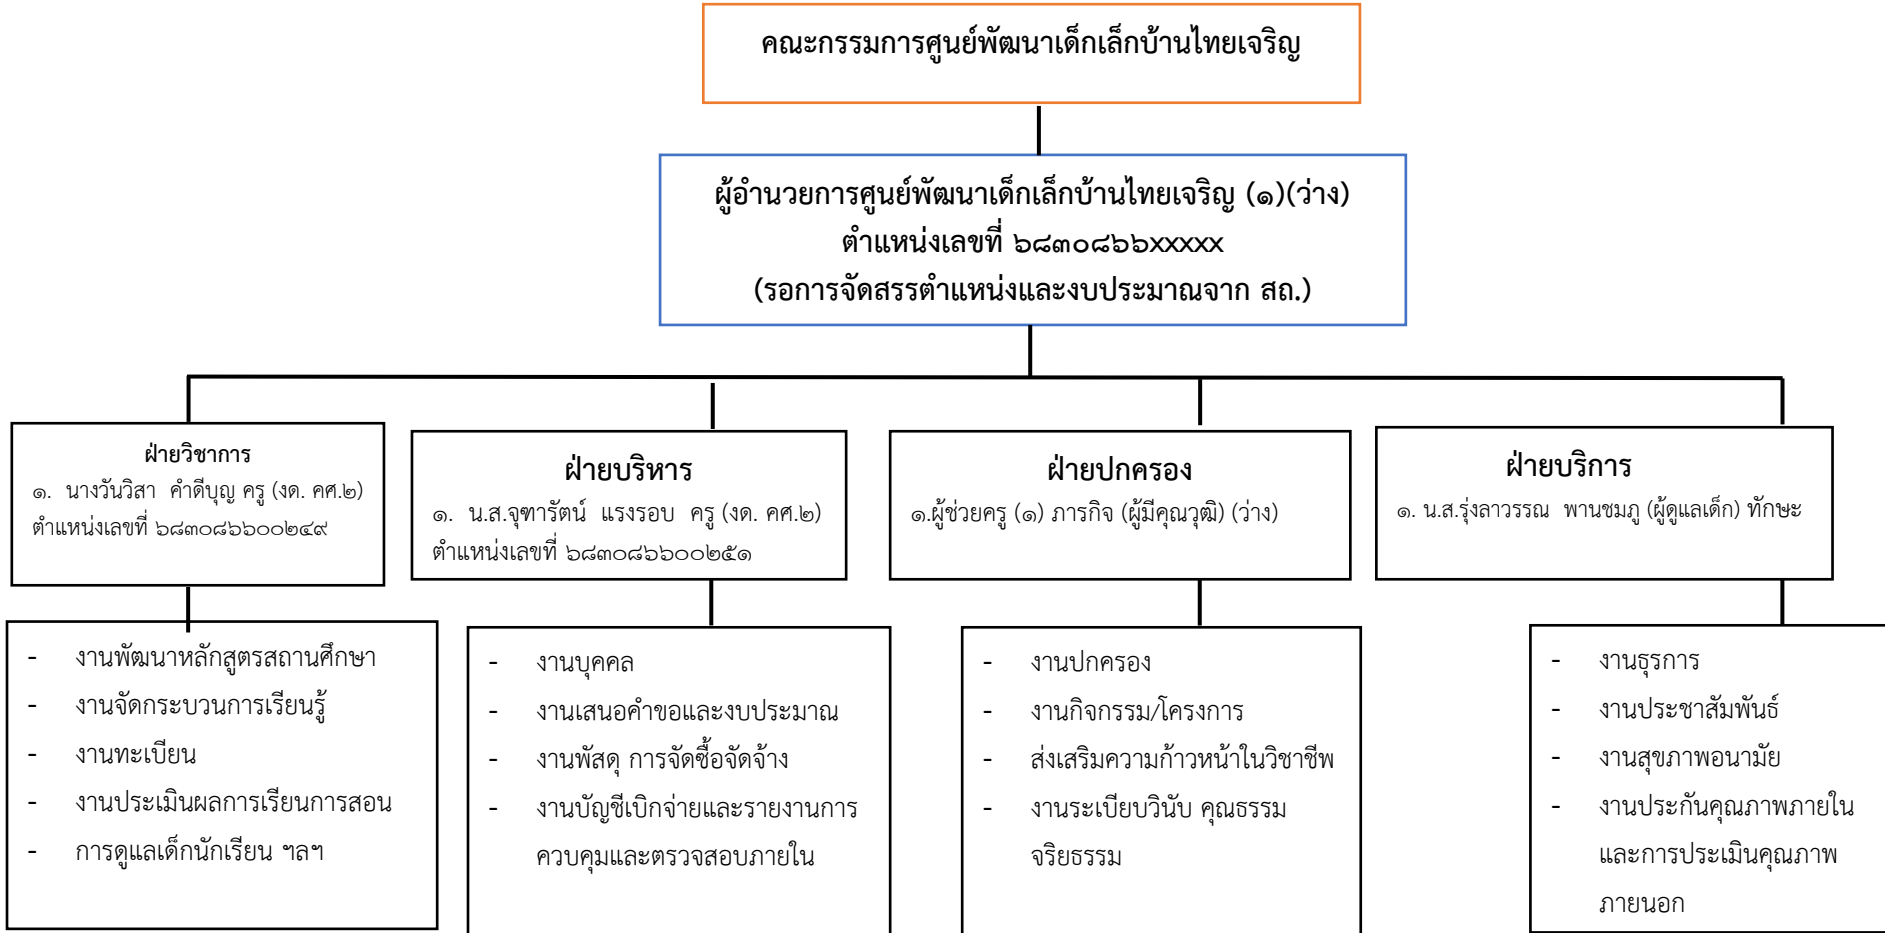 คณะกรรมการศูนย์พัฒนาเด็กเล็กบ้านไทยเจริญ
ผู้อำนวยการศูนย์พัฒนาเด็กเล็กบ้านไทยเจริญ (๑)(ว่าง)
ตำแหน่งเลขที่ ๖๘๓๐๘๖๖xxxxx
(รอการจัดสรรตำแหน่งและงบประมาณจาก สถ.)
ฝ่ายวิชาการ
๑. นางวันวิสา คำดีบุญ ครู (งด. คศ.๒)
ตำแหน่งเลขที่ ๖๘๓๐๘๖๖๐๐๒๔๙
ฝ่ายบริหาร
๑. น.ส.จุฑารัตน์ แรงรอบ ครู (งด. คศ.๒)
ตำแหน่งเลขที่ ๖๘๓๐๘๖๖๐๐๒๕๑
ฝ่ายปกครอง
๑.ผู้ช่วยครู (๑) ภารกิจ (ผู้มีคุณวุฒิ) (ว่าง)
ฝ่ายบริการ
๑. น.ส.รุ่งลาวรรณ พานชมภู (ผู้ดูแลเด็ก) ทักษะ
- งานพัฒนาหลักสูตรสถานศึกษา
- งานจัดกระบวนการเรียนรู้
- งานทะเบียน
- งานประเมินผลการเรียนการสอน
- การดูแลเด็กนักเรียน ฯลฯ
- งานบุคคล
- งานเสนอคำขอและงบประมาณ
- งานพัสดุ การจัดซื้อจัดจ้าง
- งานบัญชีเบิกจ่ายและรายงานการ
ควบคุมและตรวจสอบภายใน
- งานปกครอง
- งานกิจกรรม/โครงการ
- ส่งเสริมความก้าวหน้าในวิชาชีพ
- งานระเบียบวินับ คุณธรรม
จริยธรรม
- งานธุรการ
- งานประชาสัมพันธ์
- งานสุขภาพอนามัย
- งานประกันคุณภาพภายใน
และการประเมินคุณภาพ
ภายนอก